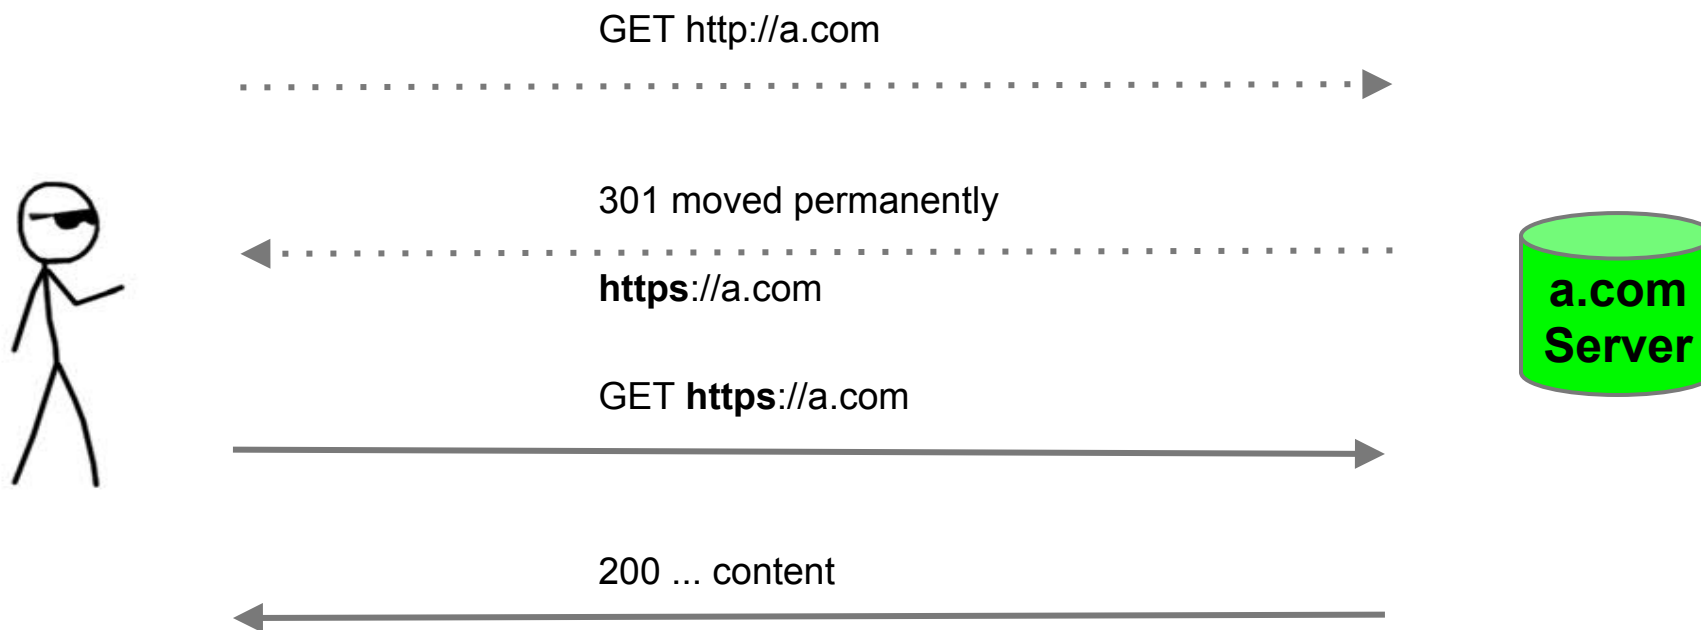 GET http://a.com
301 moved permanently
https://a.com
a.com
Server
GET https://a.com
200 ... content